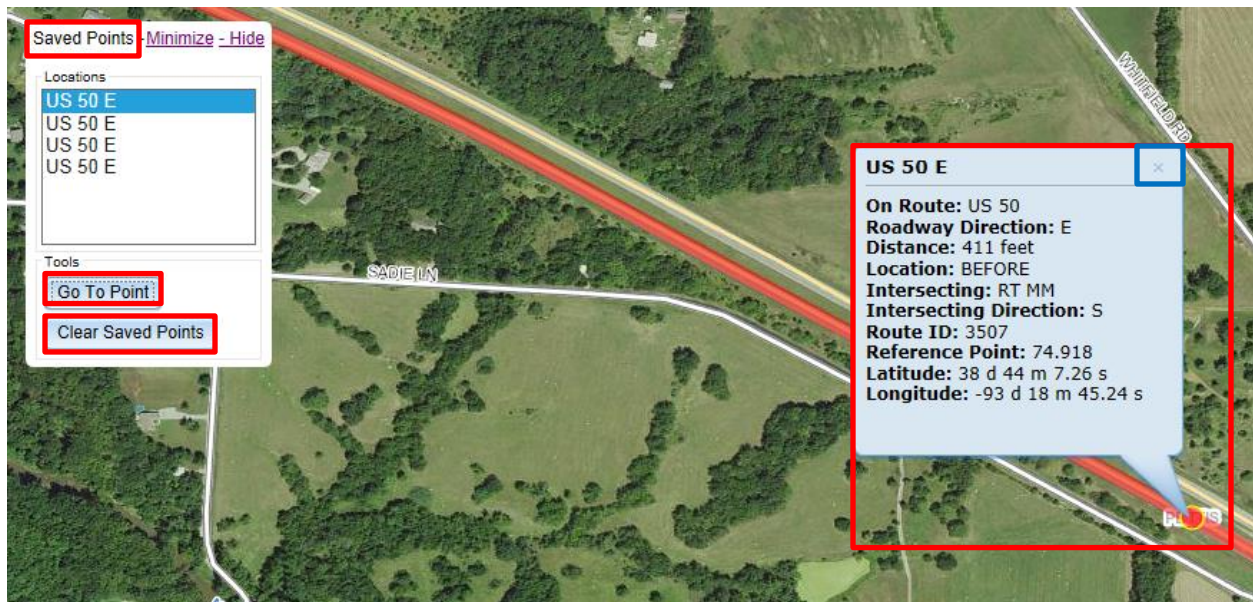 Saved Points - Minimize - Hide
Locations
US 50 E
US 50 E
US 50 E
US 50 E
Tools
Go To Point
Clear Saved Points
SADIE LN
WHITFIELD RD
US 50 E ×
On Route: US 50
Roadway Direction: E
Distance: 411 feet
Location: BEFORE
Intersecting: RT MM
Intersecting Direction: S
Route ID: 3507
Reference Point: 74.918
Latitude: 38 d 44 m 7.26 s
Longitude: -93 d 18 m 45.24 s